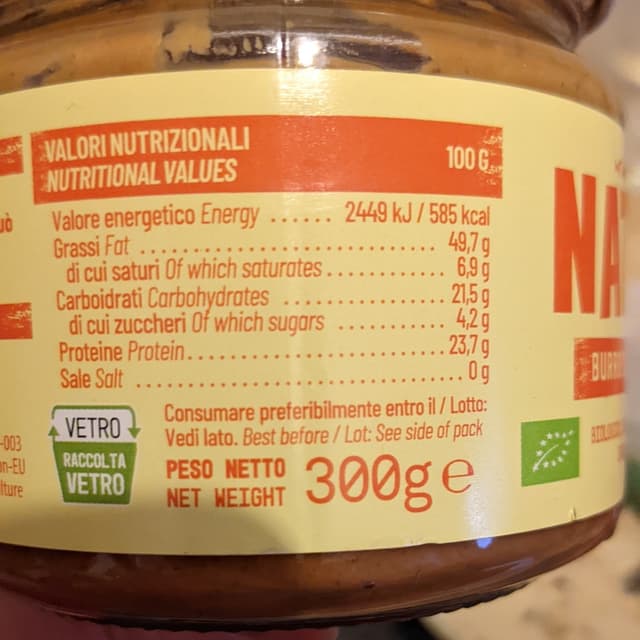 VALORI NUTRIZIONALI
NUTRITIONAL VALUES
100 G
Valore energetico Energy ...... 2449 kJ / 585 kcal
Grassi Fat .................................... 49,7 g
di cui saturi Of which saturates .............. 6,9 g
Carboidrati Carbohydrates .................. 21,5 g
di cui zuccheri Of which sugars ............ 4,2 g
Proteine Protein................................ 23,7 g
Sale Salt ........................................ 0 g
Consumare preferibilmente entro il / Lotto:
Vedi lato. Best before / Lot: See side of pack
VETRO
RACCOLTA
VETRO
PESO NETTO
NET WEIGHT
300g e
-003
n-EU
lture
NA
BURR